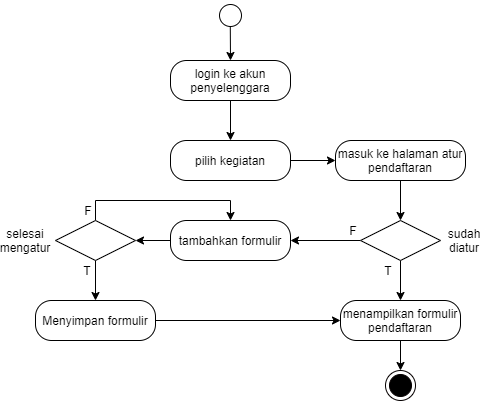 login ke akun
penyelenggara
pilih kegiatan
masuk ke halaman atur
pendaftaran
F
selesai
mengatur
tambahkan formulir
F
sudah
diatur
T
T
Menyimpan formulir
menampilkan formulir
pendaftaran